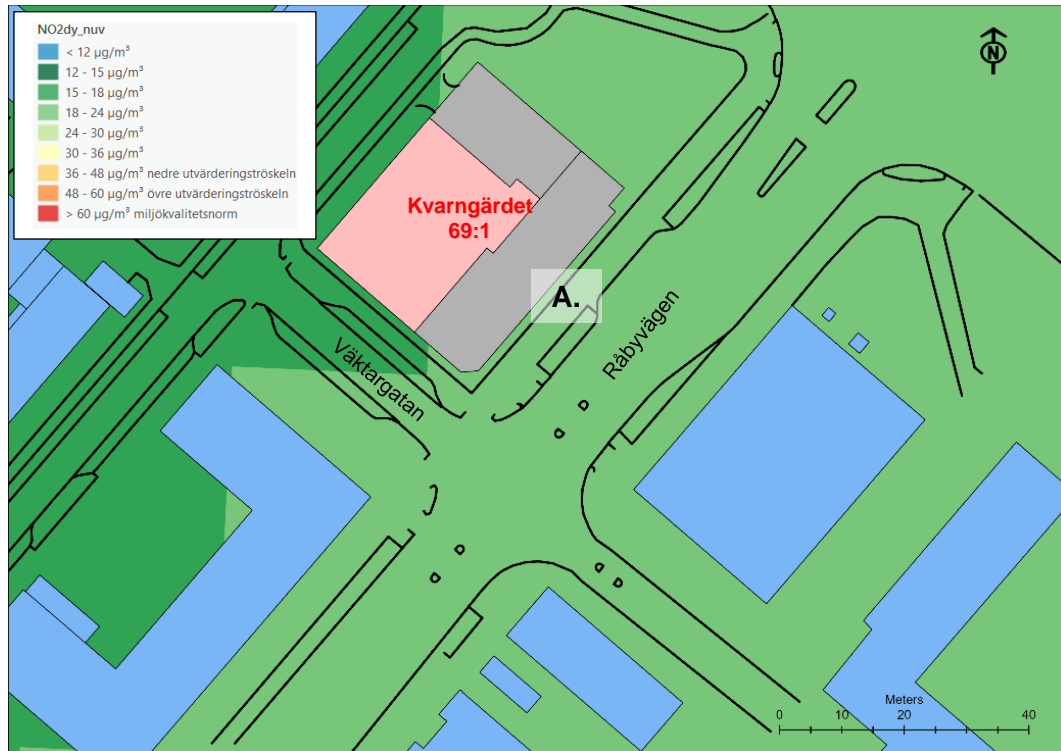 NO2dy_nuv
< 12 µg/m³
12 - 15 µg/m³
15 - 18 µg/m³
18 - 24 µg/m³
24 - 30 µg/m³
30 - 36 µg/m³
36 - 48 µg/m³ nedre utvärderingströskeln
48 - 60 µg/m³ övre utvärderingströskeln
> 60 µg/m³ miljökvalitetsnorm
N
Kvarngärdet
69:1
A.
Råbyvägen
Väktargatan
Meters
0 10 20 40